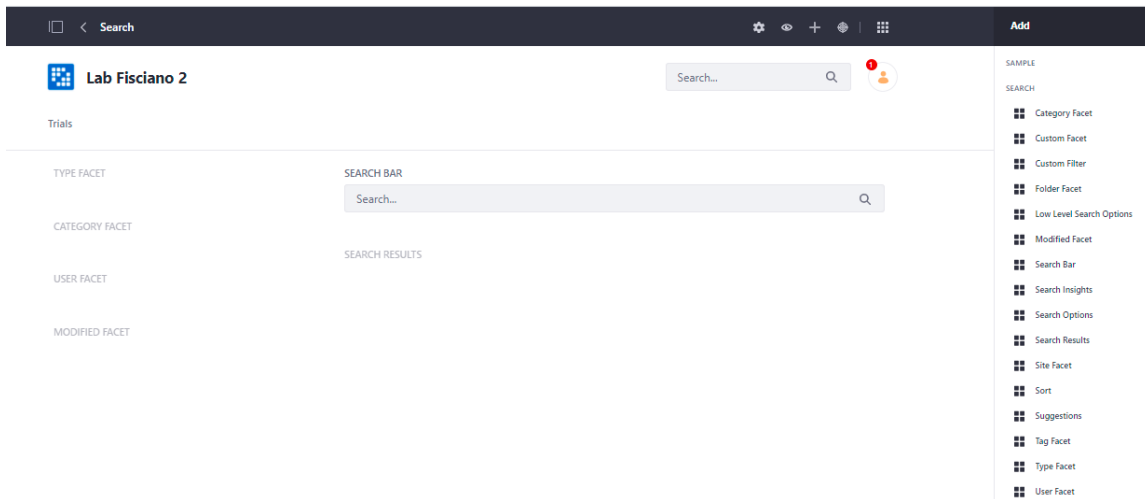 Search
Add
Lab Fisciano 2
Search...
1
Trials
TYPE FACET
CATEGORY FACET
USER FACET
MODIFIED FACET
SEARCH BAR
Search...
SEARCH RESULTS
SAMPLE
SEARCH
Category Facet
Custom Facet
Custom Filter
Folder Facet
Low Level Search Options
Modified Facet
Search Bar
Search Insights
Search Options
Search Results
Site Facet
Sort
Suggestions
Tag Facet
Type Facet
User Facet